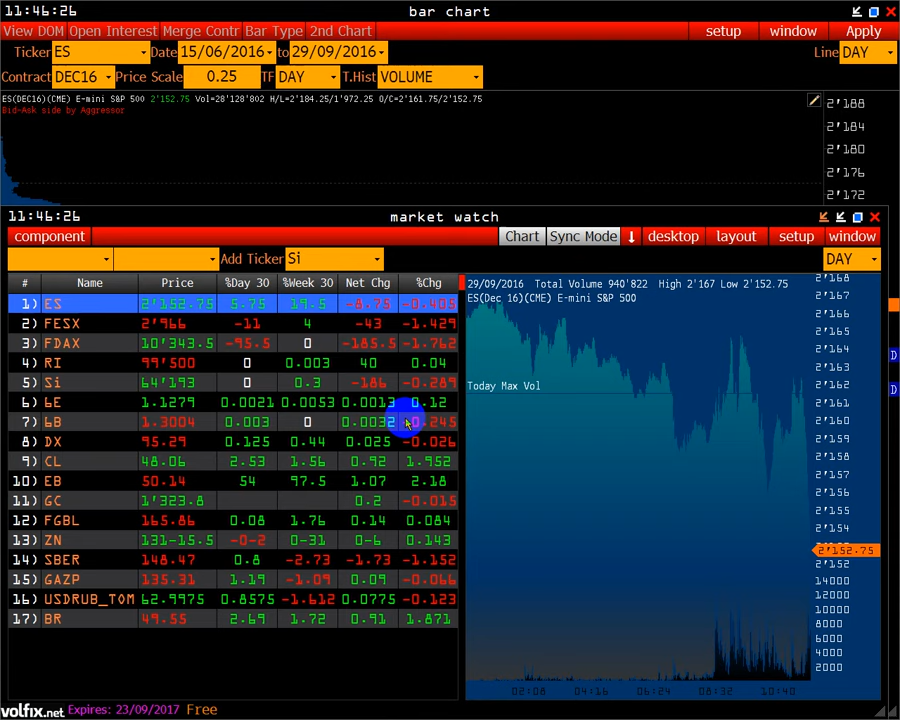 11:46:26 bar chart
View DOM Open Interest Merge Contr Bar Type 2nd Chart setup window Apply
Ticker ES Date 15/06/2016 to 29/09/2016 Line DAY
Contract DEC16 Price Scale 0.25 TF DAY T.Hist VOLUME
ES(DEC16)(CME) E-mini S&P 500 2'152.75 Vol=28'128'802 H/L=2'184.25/1'972.25 O/C=2'161.75/2'152.75
Bid-Ask side by Aggressor
2'188
2'184
2'180
2'176
2'172
11:46:26 market watch
component Chart Sync Mode ↓ desktop layout setup window
Add Ticker Si DAY
# Name Price %Day 30 %Week 30 Net Chg %Chg
1) ES 2'152.75 5.75 19.5 -8.75 -0.405
2) FESX 2'966 -11 4 -43 -1.429
3) FDAX 10'343.5 -95.5 0 -185.5 -1.762
4) RI 99'500 0 0.003 40 0.04
5) Si 64'193 0 0.3 -186 -0.289
6) 6E 1.1279 0.0021 0.0053 0.0013 0.12
7) 6B 1.3004 0.003 0 0.0032 0.245
8) DX 95.29 0.125 0.44 0.025 -0.026
9) CL 48.06 2.53 1.56 0.92 1.952
10) EB 50.14 54 97.5 1.07 2.18
11) GC 1'323.8 0.2 -0.015
12) FGBL 165.86 0.08 1.76 0.14 0.084
13) ZN 131-15.5 -0-2 0-31 0-6 0.143
14) SBER 148.47 0.8 -2.73 -1.73 -1.152
15) GAZP 135.31 1.19 -1.09 0.09 -0.066
16) USDRUB_TOM 62.9975 0.8575 -1.612 0.0775 -0.123
17) BR 49.55 2.69 1.72 0.91 1.871
29/09/2016 Total Volume 940'822 High 2'167 Low 2'152.75
ES(Dec 16)(CME) E-mini S&P 500
Today Max Vol
2'168
2'167
2'166
2'165
2'164
2'163
2'162
2'161
2'160
2'159
2'158
2'157
2'156
2'155
2'154
2'152.75
2'152
14000
12000
10000
8000
6000
4000
2000
02:08 04:16 06:24 08:32 10:40
D
D
volfix.net Expires: 23/09/2017 Free